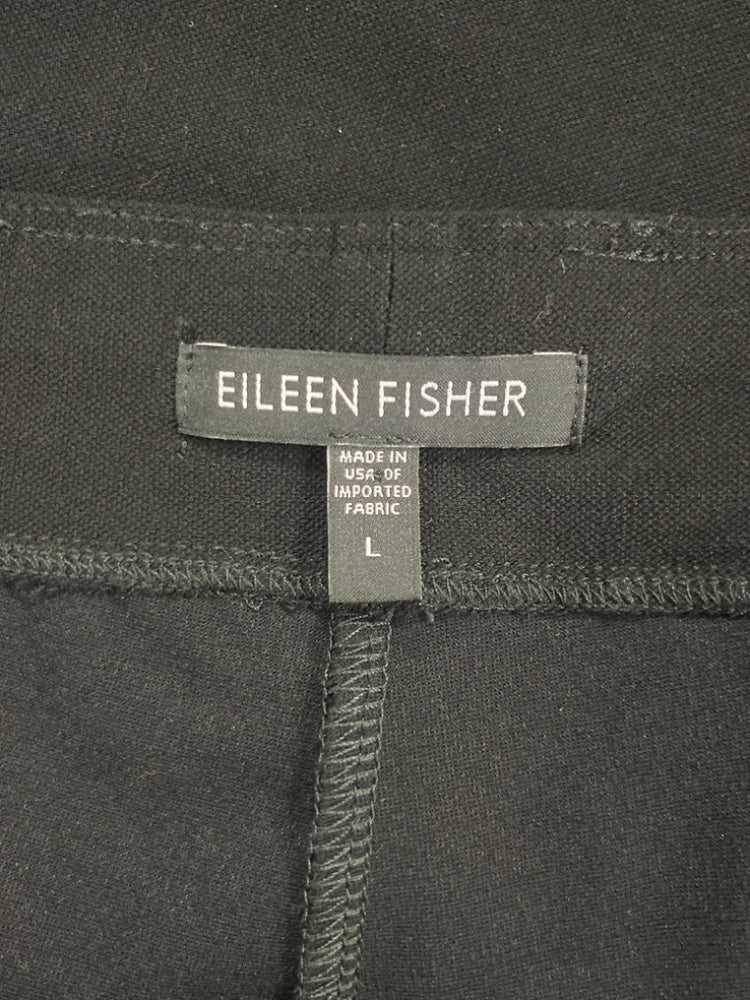 EILEEN FISHER
MADE IN
USA OF
IMPORTED
FABRIC
L